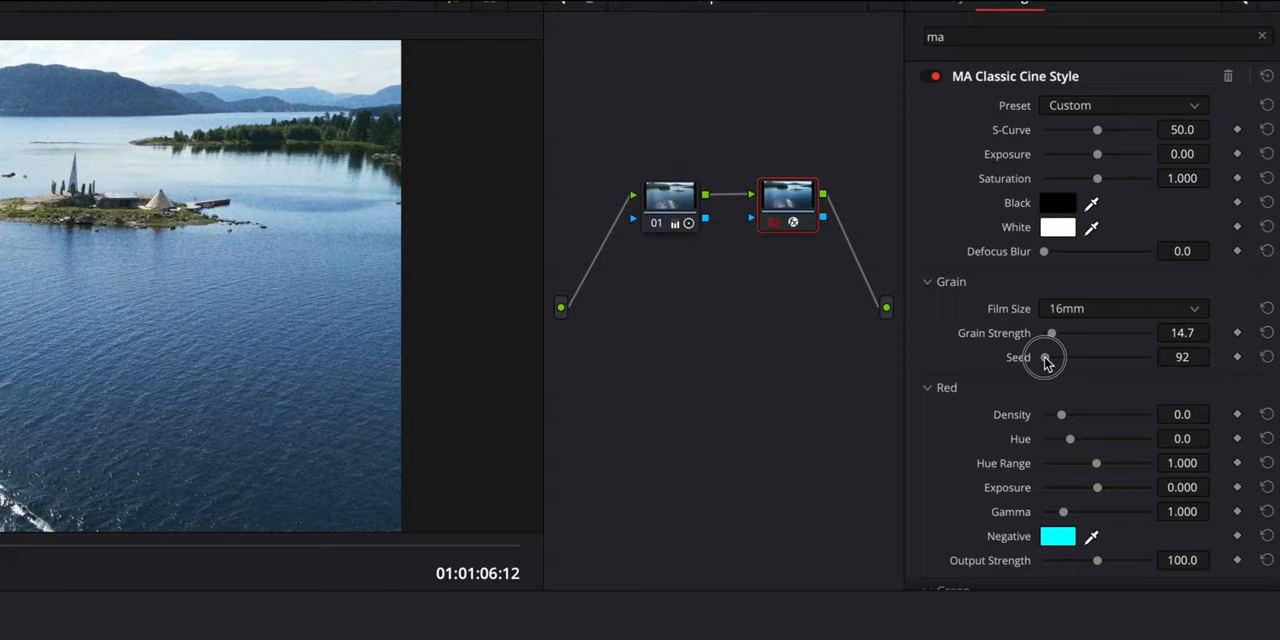 ma
MA Classic Cine Style
Preset Custom
S-Curve 50.0
Exposure 0.00
Saturation 1.000
Black
White
Defocus Blur 0.0
Grain
Film Size 16mm
Grain Strength 14.7
Seed 92
Red
Density 0.0
Hue 0.0
Hue Range 1.000
Exposure 0.000
Gamma 1.000
Negative
Output Strength 100.0
01
02
01:01:06:12